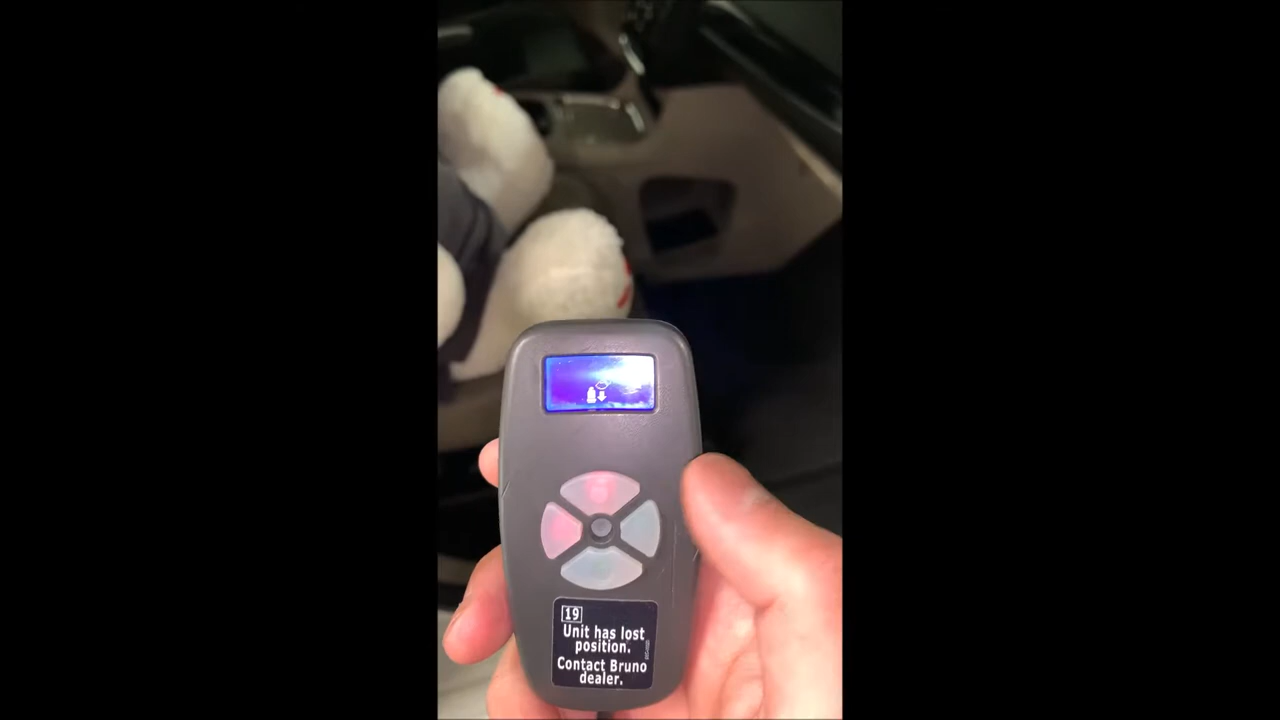 19
Unit has lost
position.
Contact Bruno
dealer.